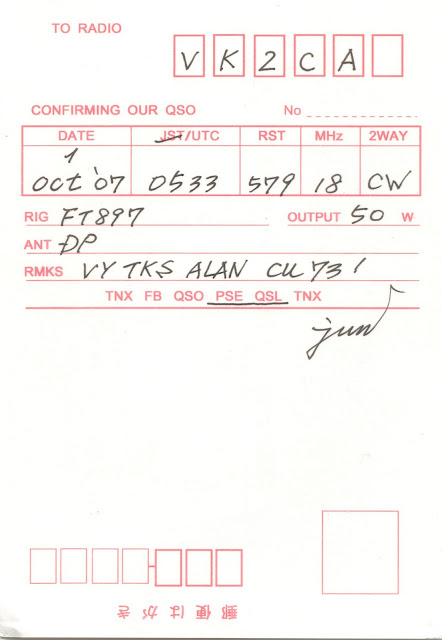 TO RADIO
VK2CA
CONFIRMING OUR QSO No
DATE JST/UTC RST MHz 2WAY
1
Oct '07 0533 579 18 CW
RIG FT897 OUTPUT 50 W
ANT DP
RMKS VY TKS ALAN CU 73!
TNX FB QSO PSE QSL TNX
jun
郵便はがき